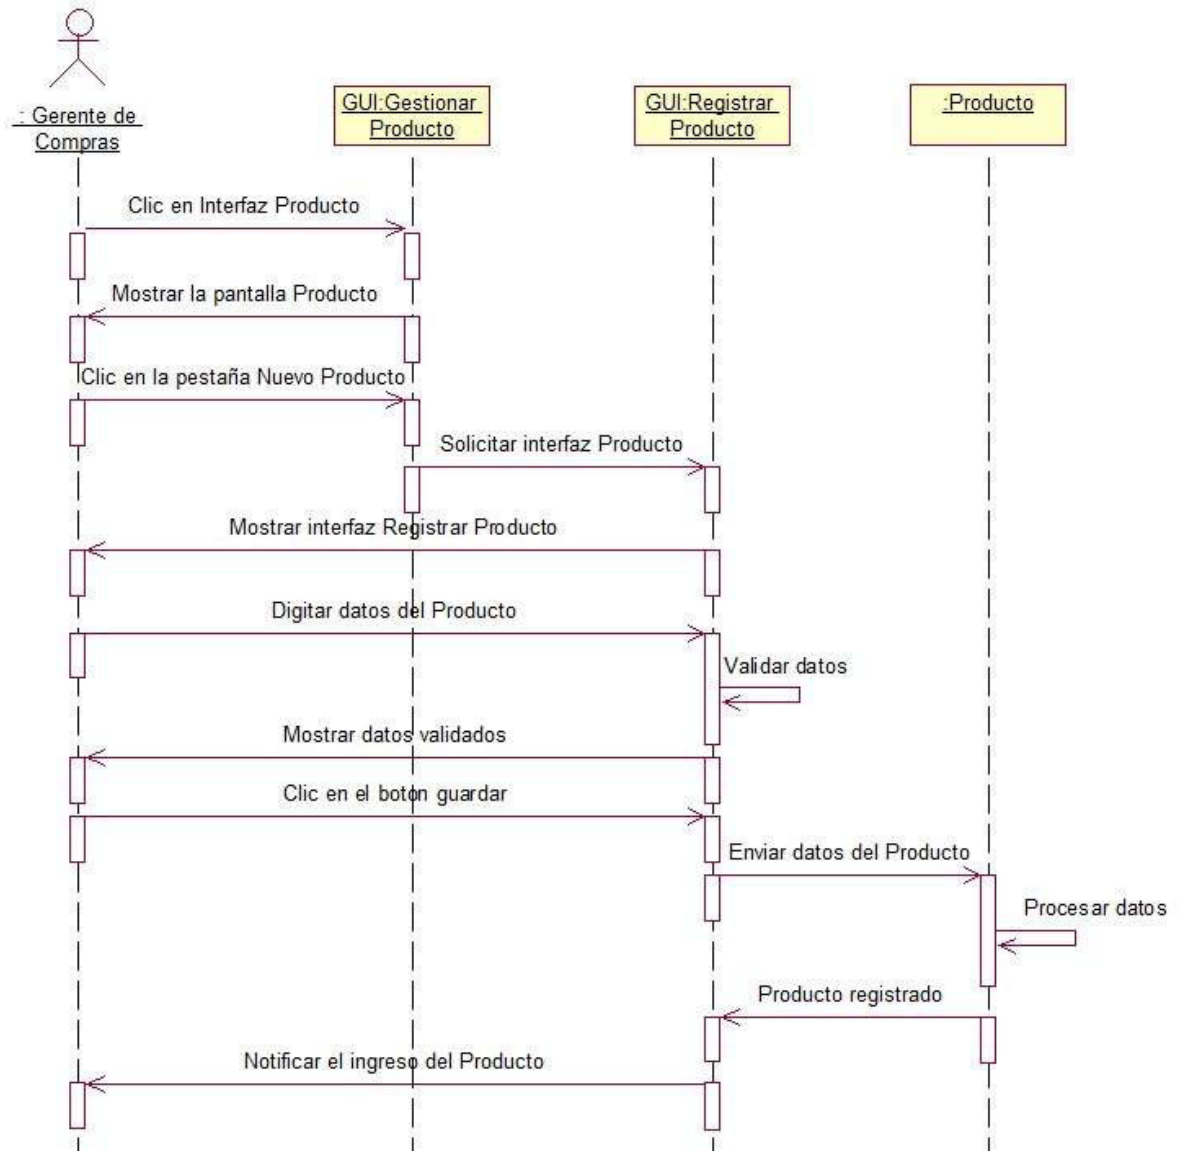 : Gerente de
Compras
GUI:Gestionar
Producto
GUI:Registrar
Producto
:Producto
Clic en Interfaz Producto
Mostrar la pantalla Producto
Clic en la pestaña Nuevo Producto
Solicitar interfaz Producto
Mostrar interfaz Registrar Producto
Digitar datos del Producto
Validar datos
Mostrar datos validados
Clic en el botón guardar
Enviar datos del Producto
Procesar datos
Producto registrado
Notificar el ingreso del Producto